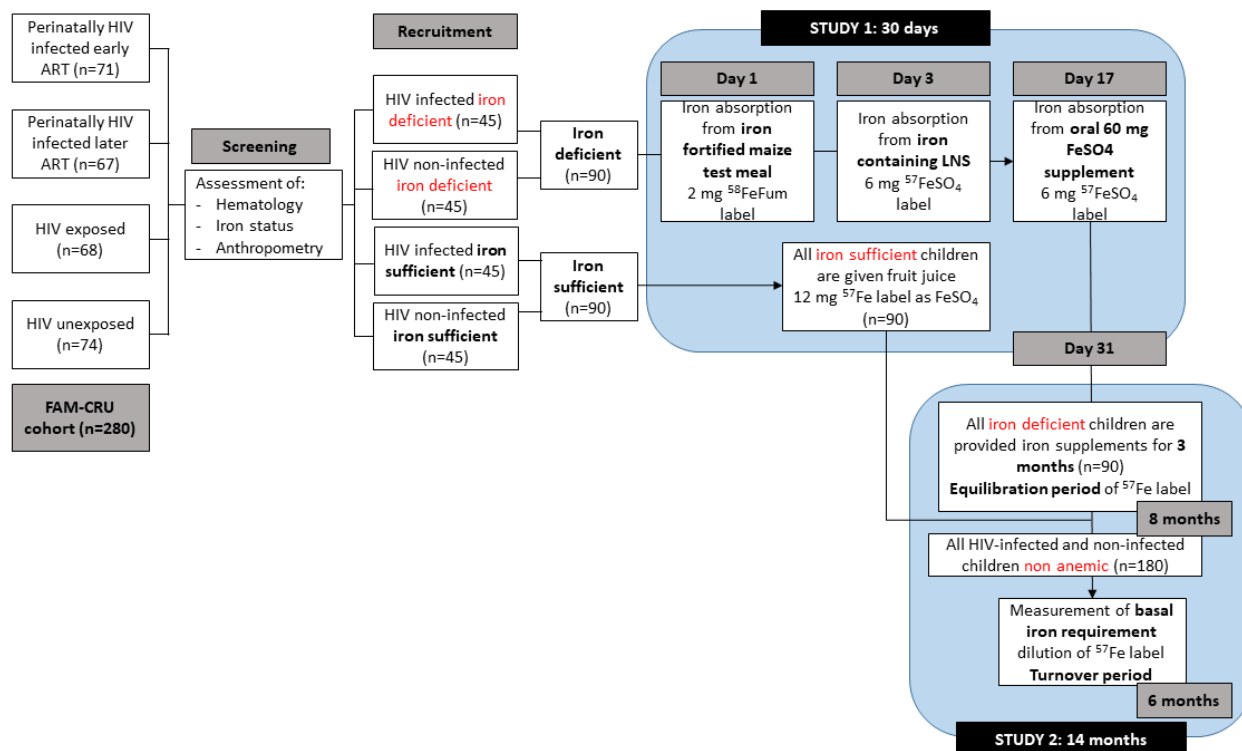 Perinatally HIV
infected early
ART (n=71)
Perinatally HIV
infected later
ART (n=67)
HIV exposed
(n=68)
HIV unexposed
(n=74)
FAM-CRU
cohort (n=280)
Screening
Assessment of:
- Hematology
- Iron status
- Anthropometry
Recruitment
HIV infected iron
deficient (n=45)
HIV non-infected
iron deficient
(n=45)
HIV infected iron
sufficient (n=45)
HIV non-infected
iron sufficient
(n=45)
Iron
deficient
(n=90)
Iron
sufficient
(n=90)
STUDY 1: 30 days
Day 1
Iron absorption
from iron
fortified maize
test meal
2 mg ⁵⁸FeFum
label
Day 3
Iron absorption
from iron
containing LNS
6 mg ⁵⁷FeSO₄
label
Day 17
Iron absorption
from oral 60 mg
FeSO4
supplement
6 mg ⁵⁷FeSO₄
label
All iron sufficient children
are given fruit juice
12 mg ⁵⁷Fe label as FeSO₄
(n=90)
Day 31
All iron deficient children are
provided iron supplements for 3
months (n=90)
Equilibration period of ⁵⁷Fe label
8 months
All HIV-infected and non-infected
children non anemic (n=180)
Measurement of basal
iron requirement
dilution of ⁵⁷Fe label
Turnover period
6 months
STUDY 2: 14 months